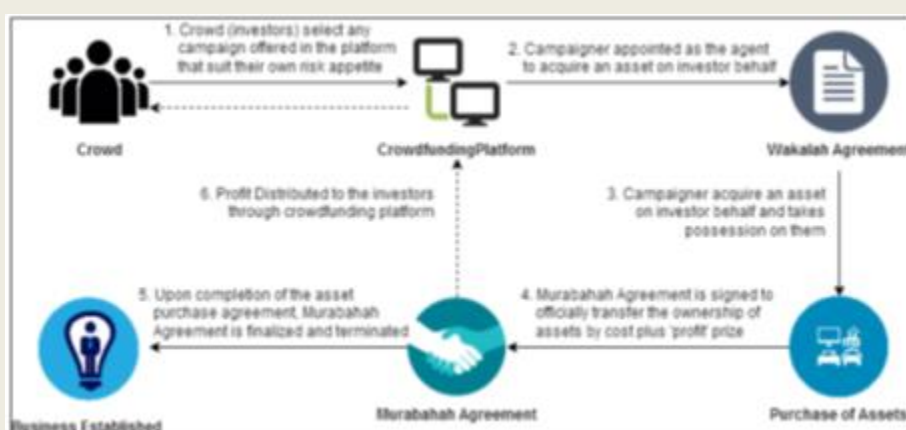 1. Crowd (investors) select any
campaign offered in the platform
that suit their own risk appetite
2. Campaigner appointed as the agent
to acquire an asset on investor behalf
Crowd
CrowdfundingPlatform
Wakalah Agreement
6. Profit Distributed to the investors
through crowdfunding platform
3. Campaigner acquire an asset
on investor behalf and takes
possession on them
5. Upon completion of the asset
purchase agreement, Murabahah
Agreement is finalized and terminated
4. Murabahah Agreement is signed to
officially transfer the ownership of
assets by cost plus 'profit' prize
Business Established
Murabahah Agreement
Purchase of Assets